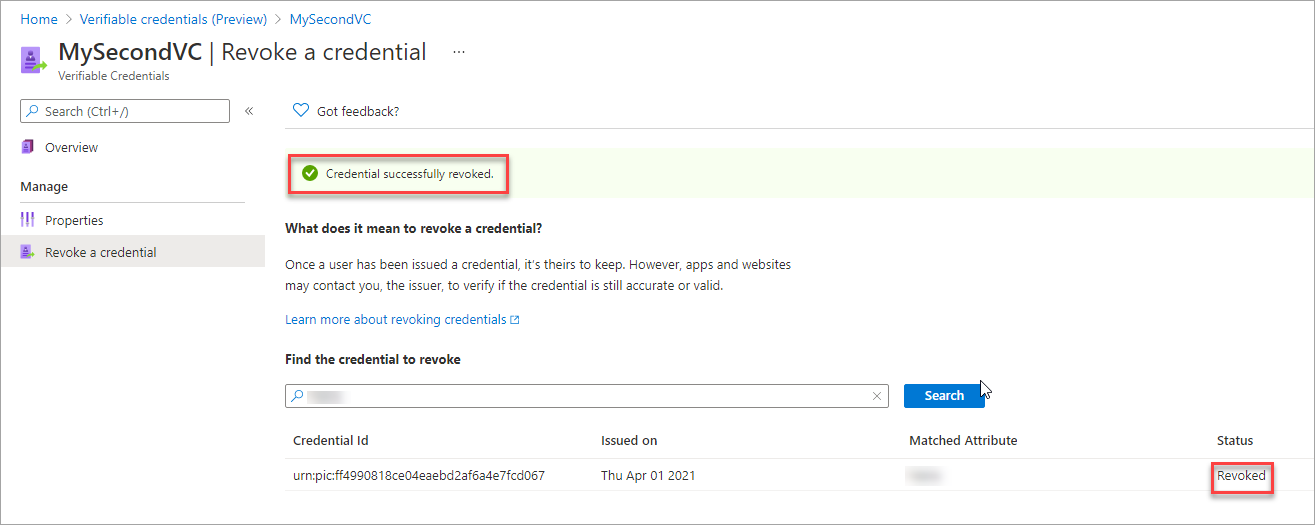 Home > Verifiable credentials (Preview) > MySecondVC
MySecondVC | Revoke a credential ...
Verifiable Credentials
Search (Ctrl+/) «
Got feedback?
Overview
Credential successfully revoked.
Manage
Properties
Revoke a credential
What does it mean to revoke a credential?
Once a user has been issued a credential, it's theirs to keep. However, apps and websites
may contact you, the issuer, to verify if the credential is still accurate or valid.
Learn more about revoking credentials
Find the credential to revoke
Search
Credential Id Issued on Matched Attribute Status
urn:pic:ff4990818ce04eaebd2af6a4e7fcd067 Thu Apr 01 2021 Revoked